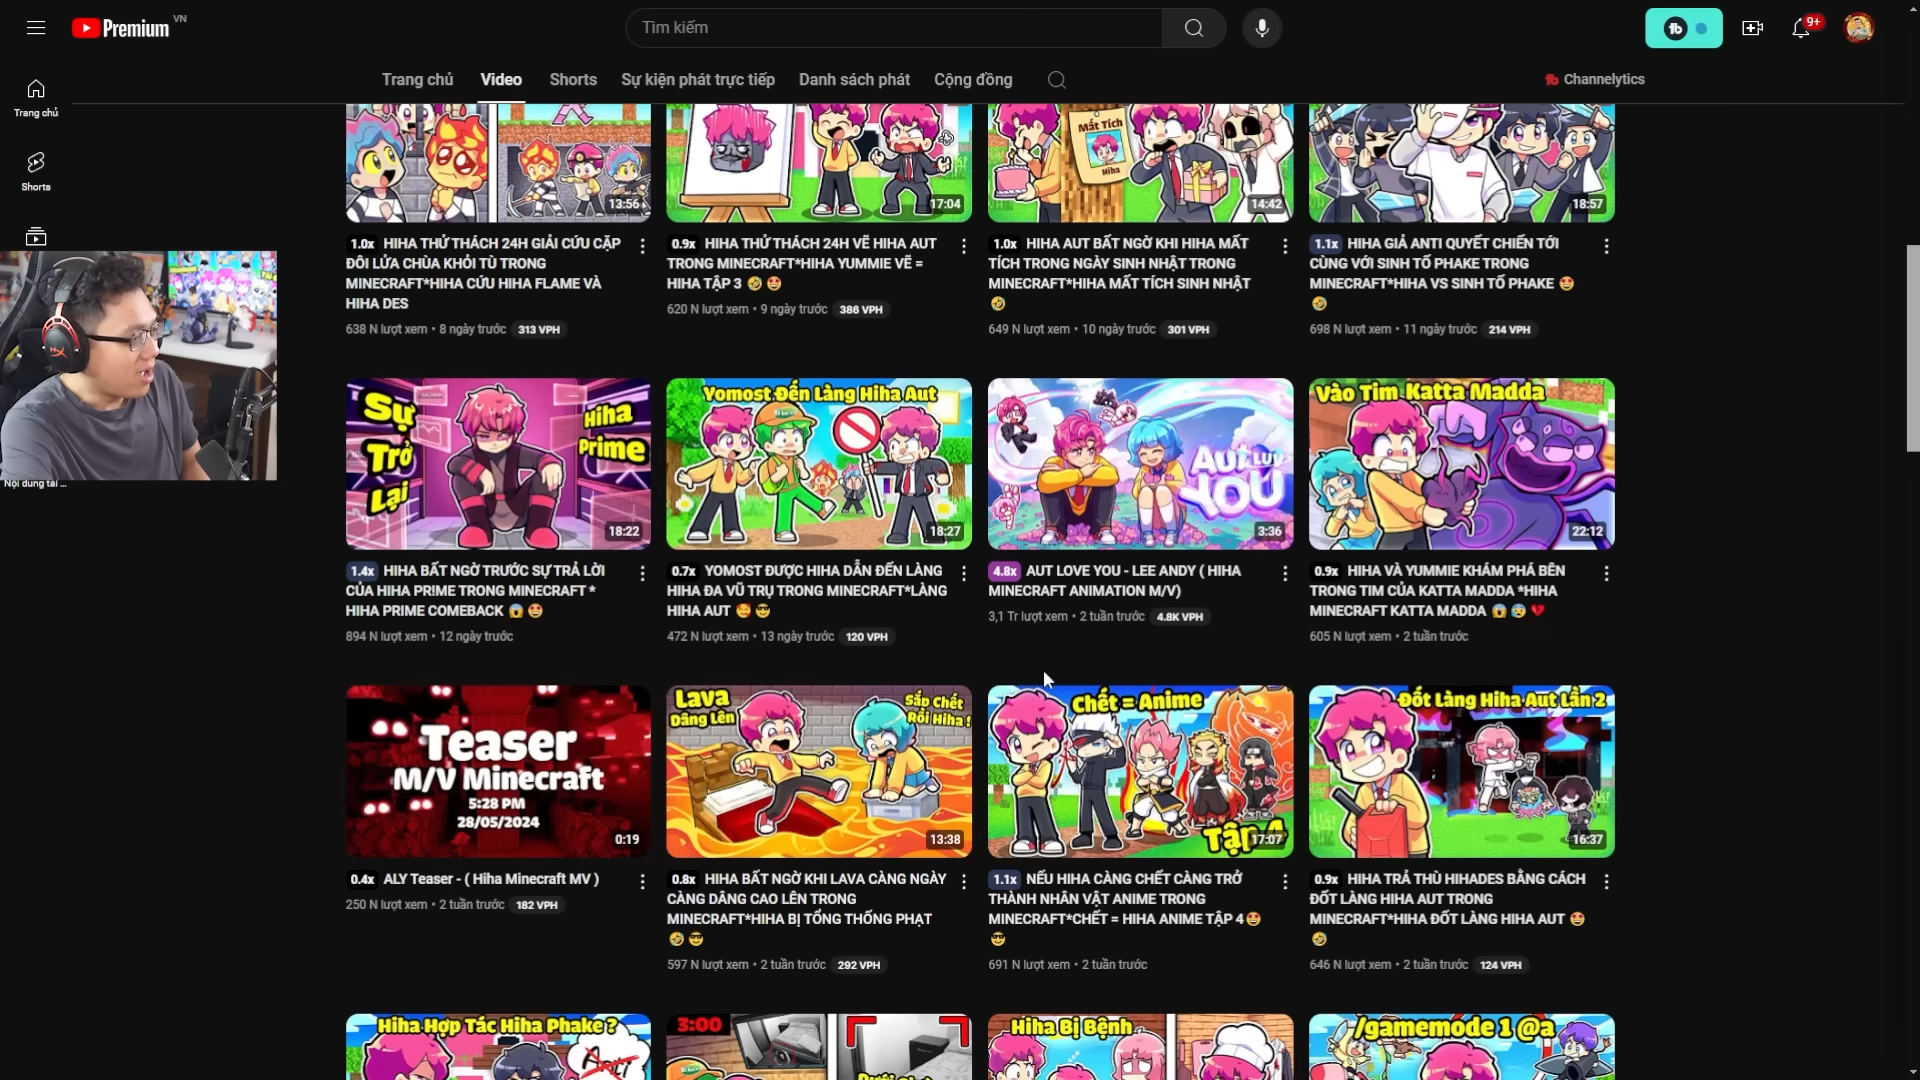 Premium
VN
Tìm kiếm
9+
Trang chủ
Video
Shorts
Sự kiện phát trực tiếp
Danh sách phát
Cộng đồng
Channelytics
Trang chủ
Shorts
Nội dung tải ...
13:56
Hiha
17:04
Mất Tích
Hiha
14:42
18:57
1.0x HIHA THỬ THÁCH 24H GIẢI CỨU CẶP
ĐÔI LỬA CHÙA KHỎI TÙ TRONG
MINECRAFT*HIHA CỨU HIHA FLAME VÀ
HIHA DES
638 N lượt xem • 8 ngày trước 313 VPH
0.9x HIHA THỬ THÁCH 24H VẼ HIHA AUT
TRONG MINECRAFT*HIHA YUMMIE VẼ =
HIHA TẬP 3 🤣 🤩
620 N lượt xem • 9 ngày trước 386 VPH
1.0x HIHA AUT BẤT NGỜ KHI HIHA MẤT
TÍCH TRONG NGÀY SINH NHẬT TRONG
MINECRAFT*HIHA MẤT TÍCH SINH NHẬT
🤣
649 N lượt xem • 10 ngày trước 301 VPH
1.1x HIHA GIẢ ANTI QUYẾT CHIẾN TỚI
CÙNG VỚI SINH TỐ PHAKE TRONG
MINECRAFT*HIHA VS SINH TỐ PHAKE 🤩
🤣
698 N lượt xem • 11 ngày trước 214 VPH
Sự
Trở
Lại
Hiha
Prime
18:22
Yomost Đến Làng Hiha Aut
18:27
AUT LUV
YOU
3:36
Vào Tim Katta Madda
22:12
1.4x HIHA BẤT NGỜ TRƯỚC SỰ TRẢ LỜI
CỦA HIHA PR!ME TRONG MINECRAFT *
HIHA PR!ME COMEBACK 😱 🤩
894 N lượt xem • 12 ngày trước
0.7x YOMOST ĐƯỢC HIHA DẪN ĐẾN LÀNG
HIHA ĐA VŨ TRỤ TRONG MINECRAFT*LÀNG
HIHA AUT 🥰 😎
472 N lượt xem • 13 ngày trước 120 VPH
4.8x AUT LOVE YOU - LEE ANDY ( HIHA
MINECRAFT ANIMATION M/V)
3,1 Tr lượt xem • 2 tuần trước 4.8K VPH
0.9x HIHA VÀ YUMMIE KHÁM PHÁ BÊN
TRONG TIM CỦA KATTA MADDA *HIHA
MINECRAFT KATTA MADDA 😱 😰 💔
605 N lượt xem • 2 tuần trước
Teaser
M/V Minecraft
5:28 PM
28/05/2024
0:19
Lava
Dâng Lên
Sắp Chết
Rồi Hiha !
13:38
Chết = Anime
Tập 4
17:07
Đốt Làng Hiha Aut Lần 2
16:37
0.4x ALY Teaser - ( Hiha Minecraft MV )
250 N lượt xem • 2 tuần trước 182 VPH
0.8x HIHA BẤT NGỜ KHI LAVA CÀNG NGÀY
CÀNG DÂNG CAO LÊN TRONG
MINECRAFT*HIHA BỊ TỔNG THỐNG PHẠT
🤣 😎
597 N lượt xem • 2 tuần trước 292 VPH
1.1x NẾU HIHA CÀNG CHẾT CÀNG TRỞ
THÀNH NHÂN VẬT ANIME TRONG
MINECRAFT*CHẾT = HIHA ANIME TẬP 4🤩
😎
691 N lượt xem • 2 tuần trước
0.9x HIHA TRẢ THÙ HIHADES BẰNG CÁCH
ĐỐT LÀNG HIHA AUT TRONG
MINECRAFT*HIHA ĐỐT LÀNG HIHA AUT 🤩
🤣
646 N lượt xem • 2 tuần trước 124 VPH
Hiha Hợp Tác Hiha Phake ?
3:00
Hiha Bị Bệnh
/gamemode 1 @a